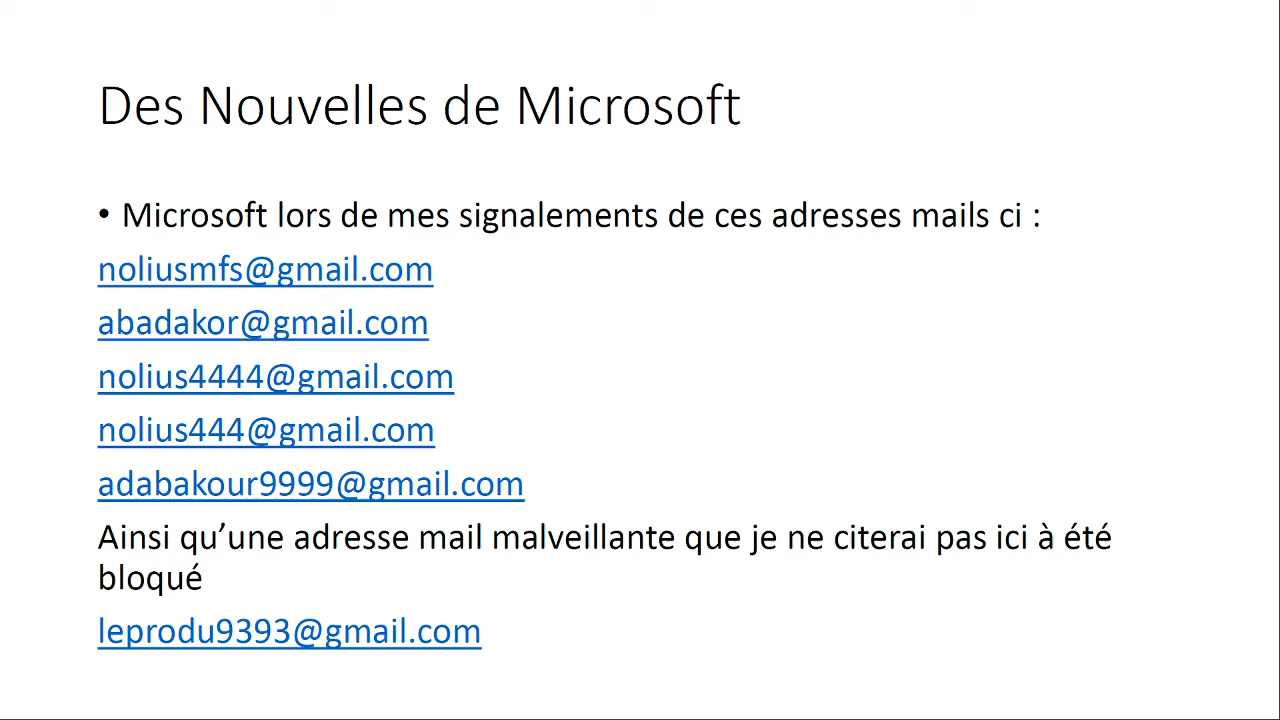 Des Nouvelles de Microsoft
• Microsoft lors de mes signalements de ces adresses mails ci :
noliusmfs@gmail.com
abadakor@gmail.com
nolius4444@gmail.com
nolius444@gmail.com
adabakour9999@gmail.com
Ainsi qu’une adresse mail malveillante que je ne citerai pas ici à été
bloqué
leprodu9393@gmail.com